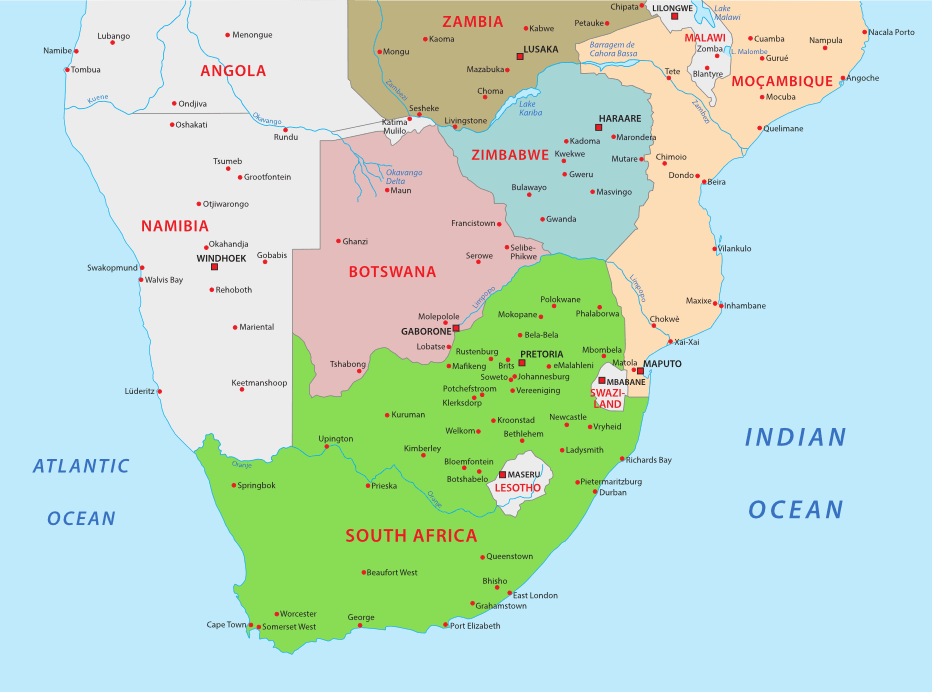 Chipata
LILONGWE
Lake
Malawi
ZAMBIA
Petauke
Kabwe
Lubango
Menongue
Kaoma
MALAWI
Cuamba
Nacala Porto
Nampula
Namibe
Mongu
LUSAKA
Barragem de
Cahora Bassa
Zomba
L. Malombe
Gurué
Tombua
ANGOLA
Mazabuka
Tete
Blantyre
MOÇAMBIQUE
Angoche
Zambezi
Choma
Mocuba
Kuene
Ondjiva
Sesheke
Lake
Kariba
Zambezi
Okwango
Katima
Mulilo
Livingstone
HARAARE
Oshakati
Rundu
Kadoma
Marondera
Quelimane
ZIMBABWE
Kwekwe
Mutare
Chimoio
Tsumeb
Grootfontein
Okavango
Delta
Gweru
Dondo
Beira
Maun
Bulawayo
Masvingo
Otjiwarongo
NAMIBIA
Francistown
Gwanda
Okahandja
Ghanzi
Selibe-
Phikwe
Vilankulo
WINDHOEK
Gobabis
Serowe
Swakopmund
BOTSWANA
Walvis Bay
Rehoboth
Limpopo
Limpopo
Polokwane
Maxixe
Inhambane
Molepolole
Mokopane
Phalaborwa
Chokwè
Mariental
GABORONE
Bela-Bela
Xai-Xai
Lobatse
Rustenburg
PRETORIA
Mbombela
Tshabong
Mafikeng
Brits
eMalahleni
Matola
MAPUTO
Soweto
Johannesburg
MBABANE
Keetmanshoop
Potchefstroom
Vereeniging
SWAZI-
LAND
Lüderitz
Klerksdorp
Kuruman
Kroonstad
Newcastle
Welkom
Vryheid
Bethlehem
INDIAN
Upington
Kimberley
Ladysmith
ATLANTIC
Oranje
Bloemfontein
Richards Bay
Botshabelo
MASERU
Springbok
Prieska
LESOTHO
Pietermaritzburg
Orange
Durban
OCEAN
OCEAN
SOUTH AFRICA
Queenstown
Beaufort West
Bhisho
East London
Grahamstown
Worcester
Cape Town
Somerset West
George
Port Elizabeth